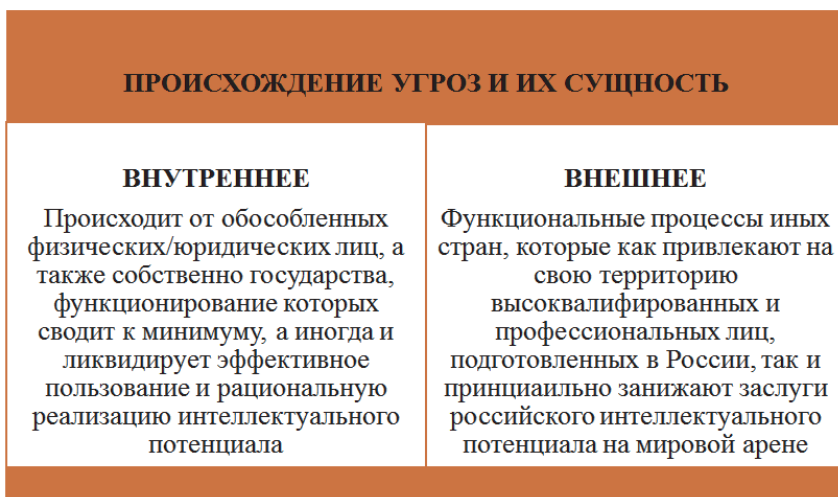 ПРОИСХОЖДЕНИЕ УГРОЗ И ИХ СУЩНОСТЬ
ВНУТРЕННЕЕ
Происходит от обособленных
физических/юридических лиц, а
также собственно государства,
функционирование которых
сводит к минимуму, а иногда и
ликвидирует эффективное
пользование и рациональную
реализацию интеллектуального
потенциала
ВНЕШНЕЕ
Функциональные процессы иных
стран, которые как привлекают на
свою территорию
высоквалифированных и
профессиональных лиц,
подготовленных в России, так и
принциаильно занижают заслуги
российского интеллектуального
потенциала на мировой арене